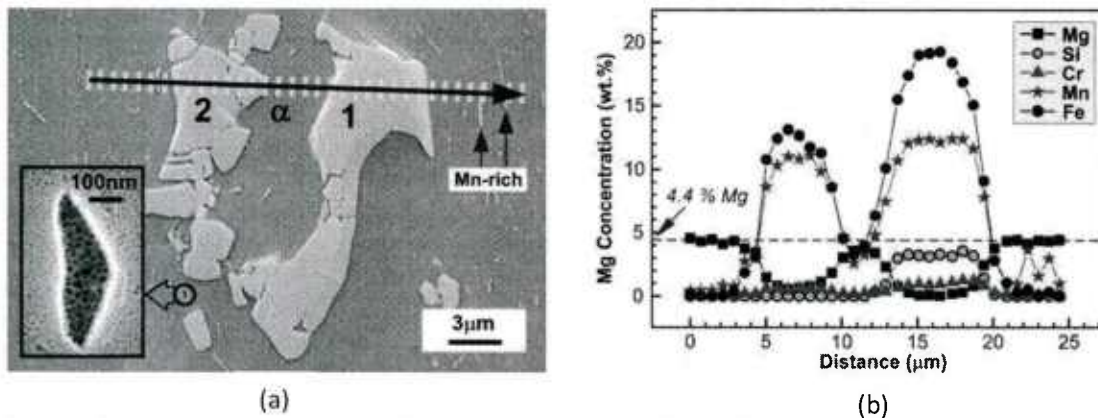 2
α
1
Mn-rich
100nm
1
3μm
(a)
Mg Concentration (wt.%)
20
15
10
5
0
4.4 % Mg
Mg
Si
Cr
Mn
Fe
0 5 10 15 20 25
Distance (μm)
(b)